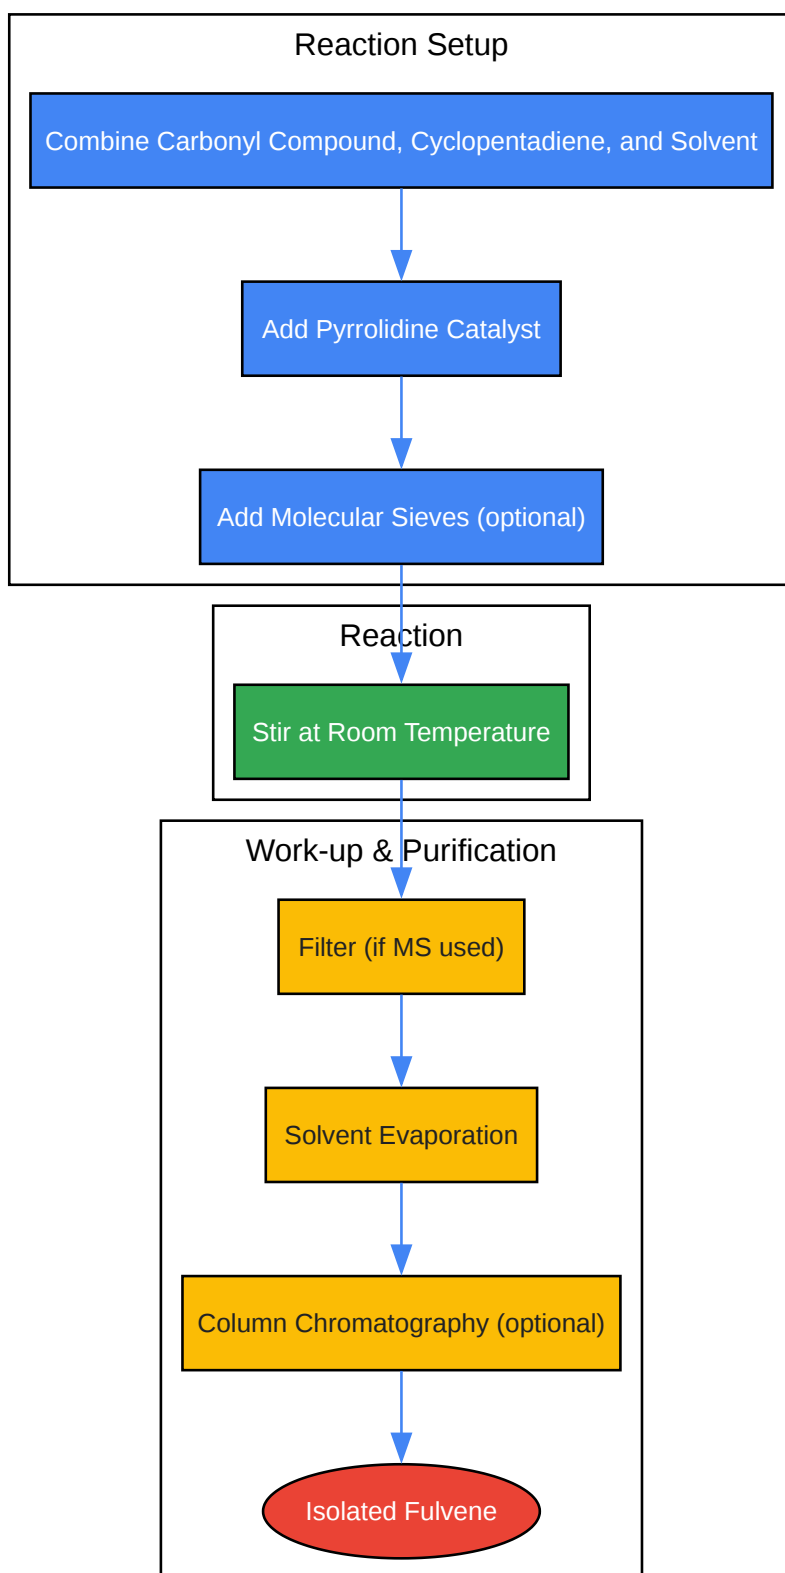 Reaction Setup
Combine Carbonyl Compound, Cyclopentadiene, and Solvent
Add Pyrrolidine Catalyst
Add Molecular Sieves (optional)
Reaction
Stir at Room Temperature
Work-up & Purification
Filter (if MS used)
Solvent Evaporation
Column Chromatography (optional)
Isolated Fulvene